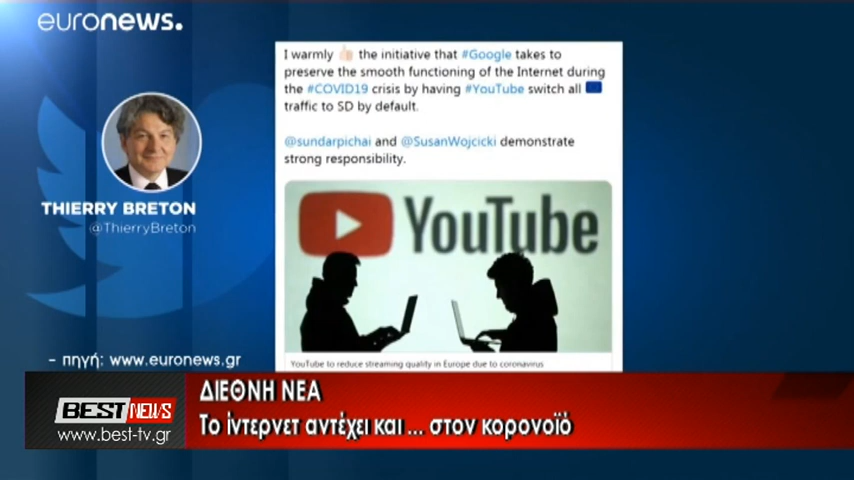 euronews.
I warmly 👍🏻 the initiative that #Google takes to
preserve the smooth functioning of the Internet during
the #COVID19 crisis by having #YouTube switch all 🇪🇺
traffic to SD by default.
@sundarpichai and @SusanWojcicki demonstrate
strong responsibility.
THIERRY BRETON
@ThierryBreton
YouTube
YouTube to reduce streaming quality in Europe due to coronavirus
– πηγή: www.euronews.gr
BEST NEWS
www.best-tv.gr
ΔΙΕΘΝΗ ΝΕΑ
Το ίντερνετ αντέχει και ... στον κορονοϊό